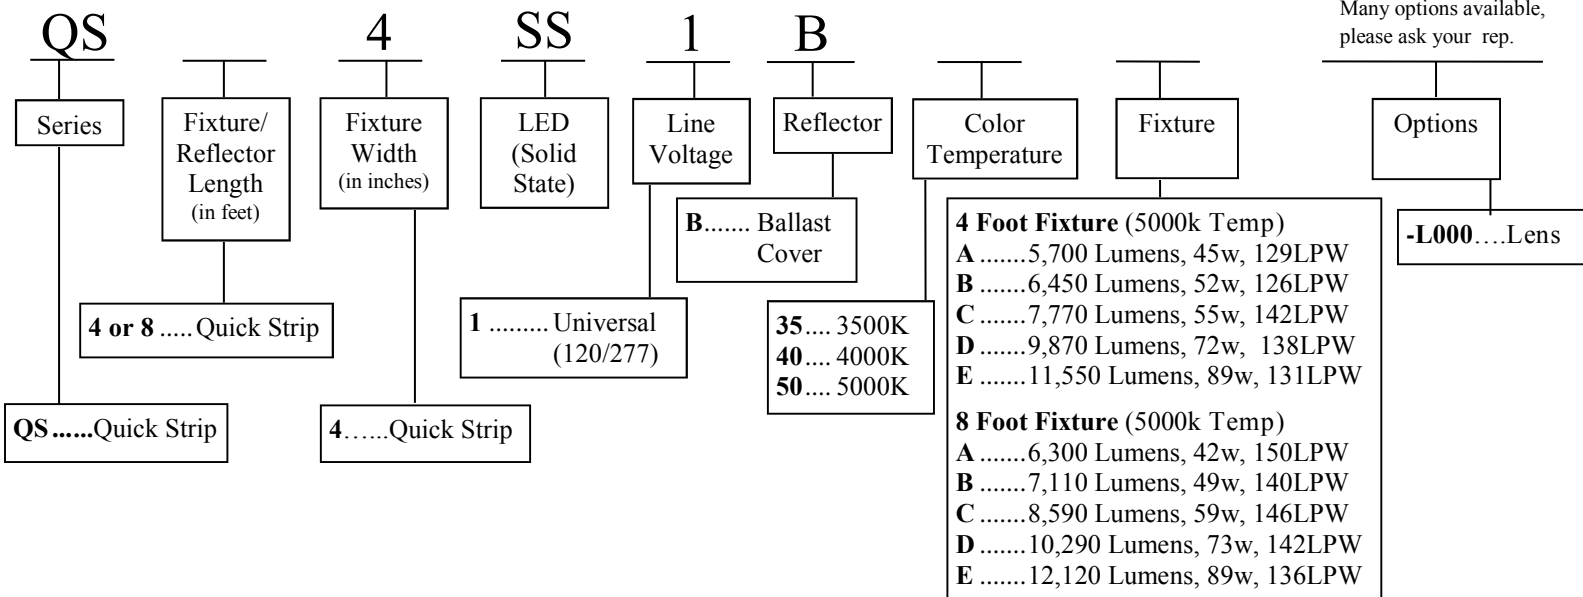 Many options available,
please ask your rep.
QS 4 SS 1 B
Series
Fixture/
Reflector
Length
(in feet)
Fixture
Width
(in inches)
LED
(Solid
State)
Line
Voltage
Reflector
Color
Temperature
Fixture
Options
B....... Ballast
Cover
-L000….Lens
4 or 8 ..... Quick Strip
1 ......... Universal
(120/277)
35.... 3500K
40.... 4000K
50.... 5000K
QS ......Quick Strip
4…...Quick Strip
4 Foot Fixture (5000k Temp)
A .......5,700 Lumens, 45w, 129LPW
B .......6,450 Lumens, 52w, 126LPW
C .......7,770 Lumens, 55w, 142LPW
D .......9,870 Lumens, 72w, 138LPW
E .......11,550 Lumens, 89w, 131LPW
8 Foot Fixture (5000k Temp)
A .......6,300 Lumens, 42w, 150LPW
B .......7,110 Lumens, 49w, 140LPW
C .......8,590 Lumens, 59w, 146LPW
D .......10,290 Lumens, 73w, 142LPW
E .......12,120 Lumens, 89w, 136LPW